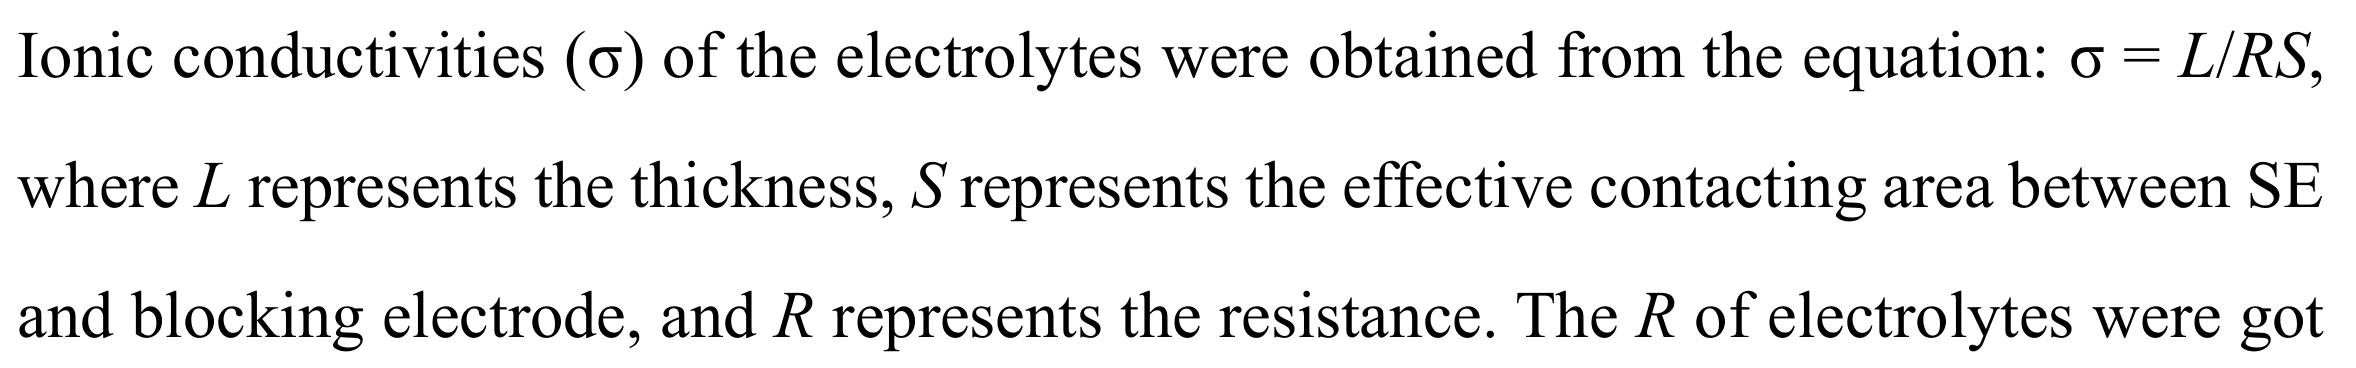 Ionic conductivities (σ) of the electrolytes were obtained from the equation: σ = L/RS,
where L represents the thickness, S represents the effective contacting area between SE
and blocking electrode, and R represents the resistance. The R of electrolytes were got